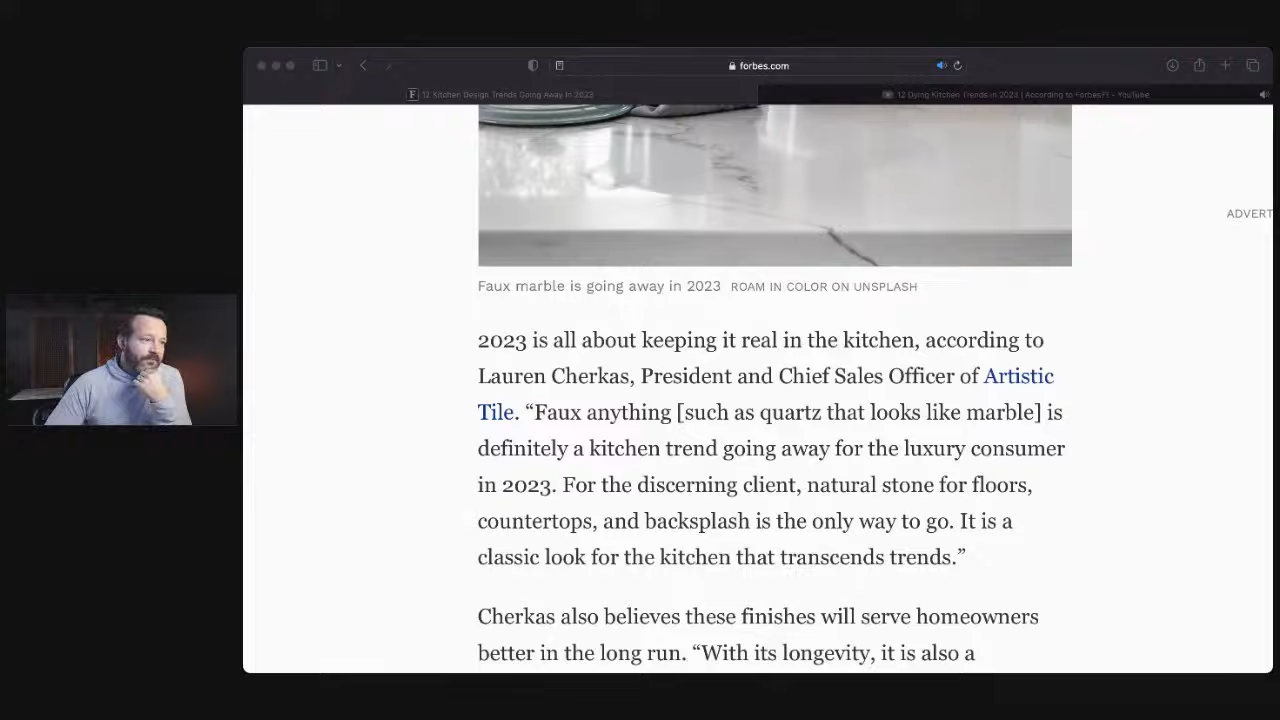 forbes.com
F 12 Kitchen Design Trends Going Away In 2023
12 Dying Kitchen Trends in 2023 | According to Forbes?! - YouTube
ADVERT
Faux marble is going away in 2023 ROAM IN COLOR ON UNSPLASH
2023 is all about keeping it real in the kitchen, according to
Lauren Cherkas, President and Chief Sales Officer of Artistic
Tile. “Faux anything [such as quartz that looks like marble] is
definitely a kitchen trend going away for the luxury consumer
in 2023. For the discerning client, natural stone for floors,
countertops, and backsplash is the only way to go. It is a
classic look for the kitchen that transcends trends.”
Cherkas also believes these finishes will serve homeowners
better in the long run. “With its longevity, it is also a